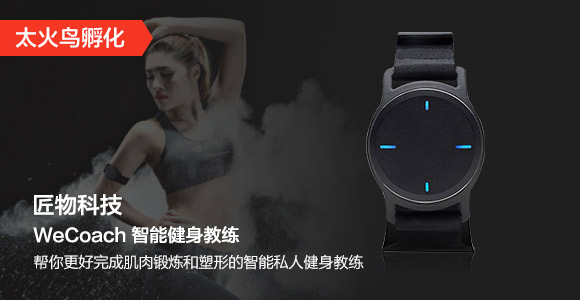 太火鸟孵化
匠物科技
WeCoach 智能健身教练
帮你更好完成肌肉锻炼和塑形的智能私人健身教练